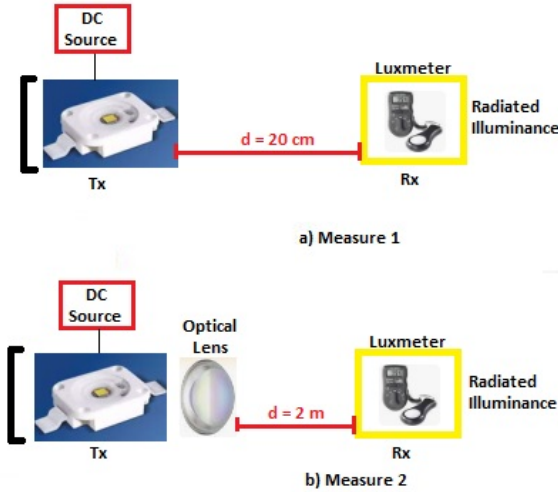 DC
Source
Luxmeter
Radiated
Illuminance
d = 20 cm
Tx
Rx
a) Measure 1
DC
Source
Optical
Lens
Luxmeter
Radiated
Illuminance
d = 2 m
Tx
Rx
b) Measure 2